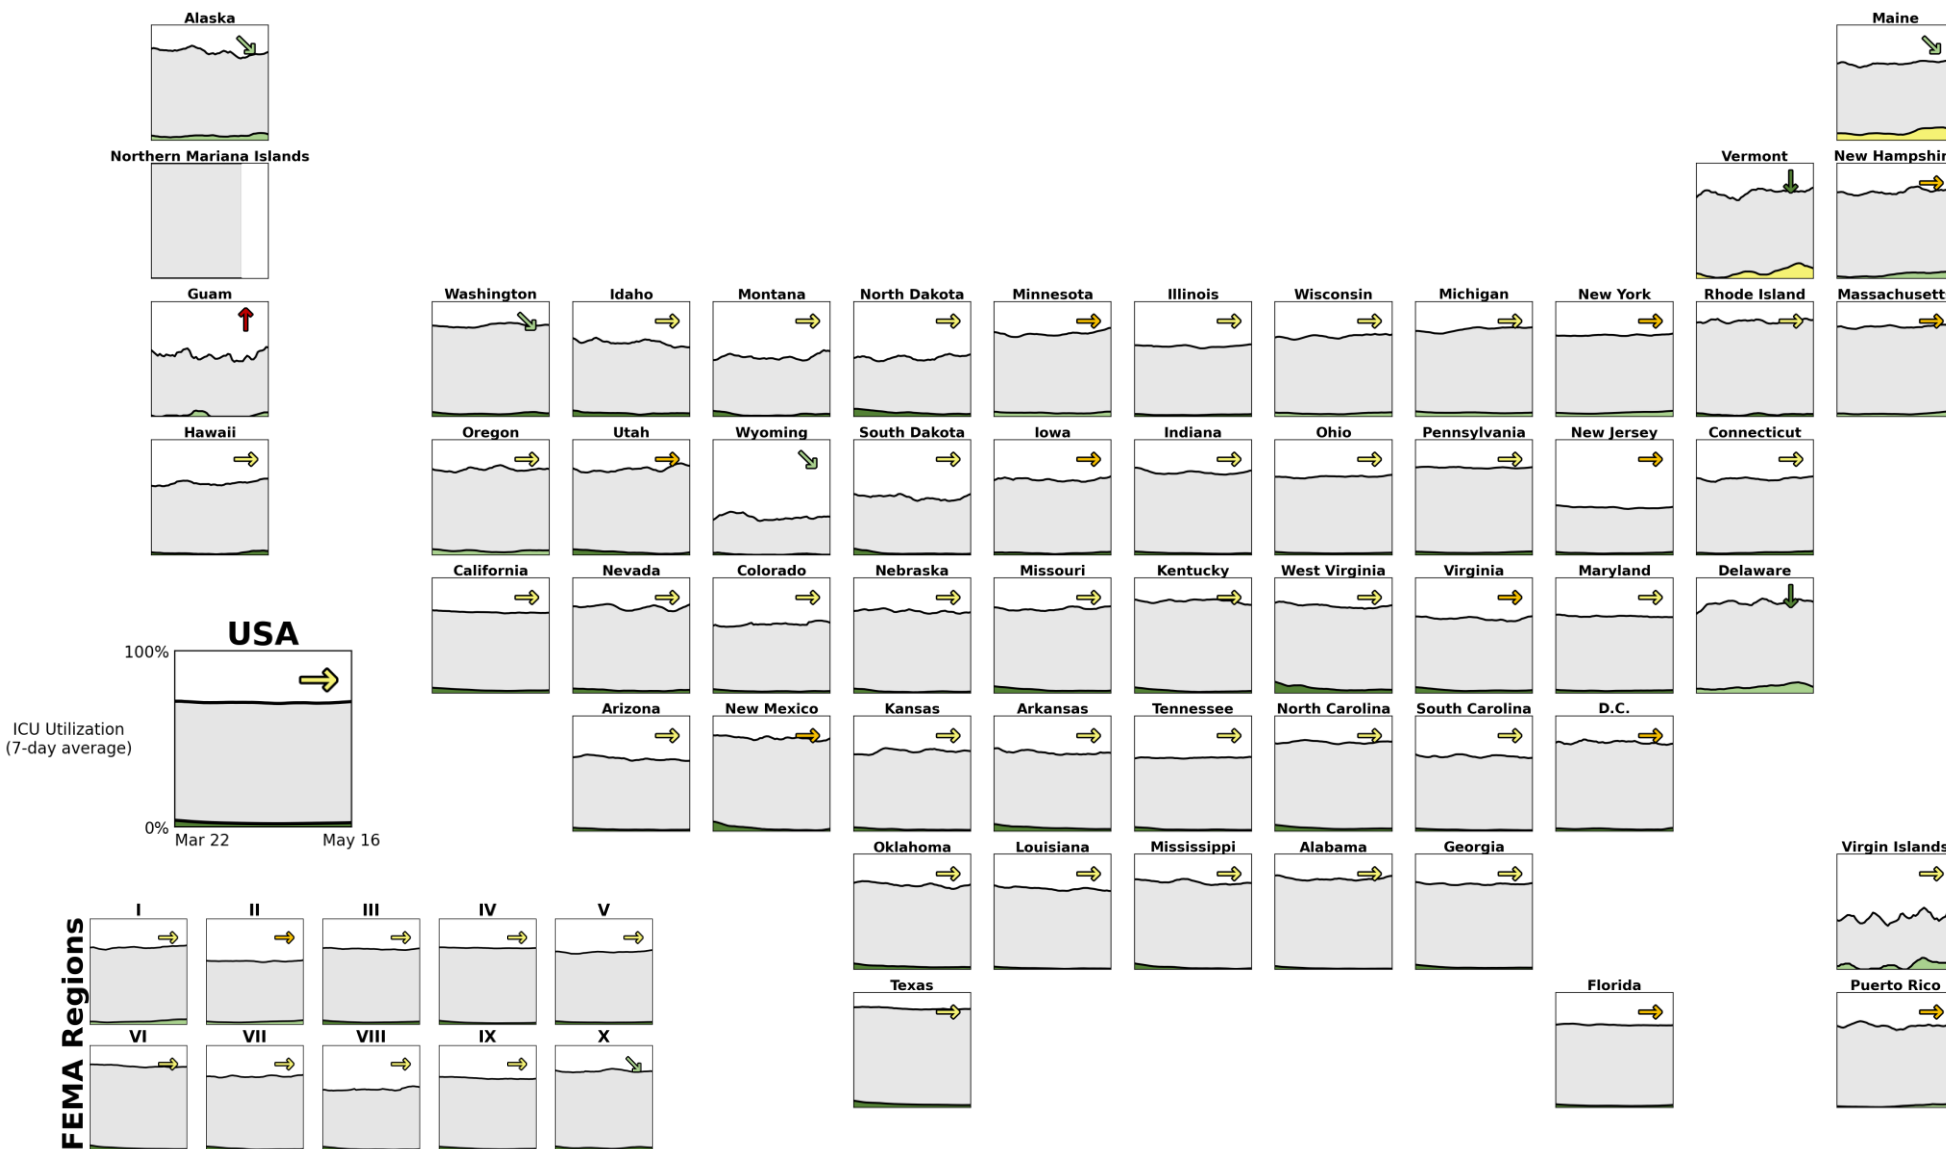 Alaska
Maine
Northern Mariana Islands
Vermont
New Hampshir
Guam
Washington
Idaho
Montana
North Dakota
Minnesota
Illinois
Wisconsin
Michigan
New York
Rhode Island
Massachusett
Hawaii
Oregon
Utah
Wyoming
South Dakota
Iowa
Indiana
Ohio
Pennsylvania
New Jersey
Connecticut
California
Nevada
Colorado
Nebraska
Missouri
Kentucky
West Virginia
Virginia
Maryland
Delaware
USA
100%
ICU Utilization
(7-day average)
0%
Mar 22
May 16
Arizona
New Mexico
Kansas
Arkansas
Tennessee
North Carolina
South Carolina
D.C.
Oklahoma
Louisiana
Mississippi
Alabama
Georgia
Virgin Islands
FEMA Regions
I
II
III
IV
V
VI
VII
VIII
IX
X
Texas
Florida
Puerto Rico